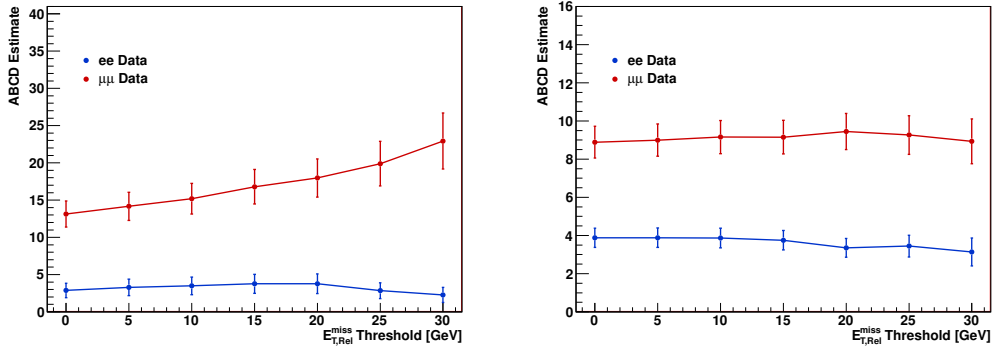 ABCD Estimate
40
35
30
25
20
15
10
5
0
ee Data
μμ Data
0 5 10 15 20 25 30
E_{T,Rel}^{miss} Threshold [GeV]
ABCD Estimate
16
14
12
10
8
6
4
2
0
ee Data
μμ Data
0 5 10 15 20 25 30
E_{T,Rel}^{miss} Threshold [GeV]